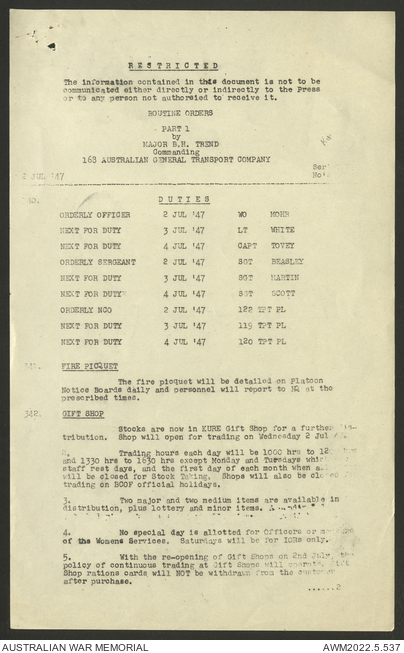 RESTRICTED
The information contained in this document is not to be
communicated either directly or indirectly to the Press
or to any person not authorsied to receive it.
ROUTINE ORDERS
PART 1
by
MAJOR B.H. TREND
Commanding
168 AUSTRALIAN GENERAL TRANSPORT COMPANY
Ser
2 JUL '47 No.
DUTIES
ORDERLY OFFICER 2 JUL '47 WO MOHR
NEXT FOR DUTY 3 JUL '47 LT WHITE
NEXT FOR DUTY 4 JUL '47 CAPT TOVEY
ORDERLY SERGEANT 2 JUL '47 SGT BEASLEY
NEXT FOR DUTY 3 JUL '47 SGT MARTIN
NEXT FOR DUTY 4 JUL '47 SGT SCOTT
ORDERLY NCO 2 JUL '47 122 TPT PL
NEXT FOR DUTY 3 JUL '47 119 TPT PL
NEXT FOR DUTY 4 JUL '47 120 TPT PL
FIRE PICQUET
The fire picquet will be detailed on Platoon
Notice Boards daily and personnel will report to HQ at the
prescribed times.
342. GIFT SHOP
Stocks are now in KURE Gift Shop for a further
tribution. Shop will open for trading on Wednesday 2 Jul
2. Trading hours each day will be 1000 hrs to
and 1330 hrs to 1630 hrs except Monday and Tuesdays
staff rest days, and the first day of each month when
will be closed for Stock Taking. Shops will also be
trading on BCOF official holidays.
3. Two major and two medium items are available in
distribution, plus lottery and minor items.
4. No special day is allotted for Officers or
of the Womens Services. Saturdays will be for IORs only.
5. With the re-opening of Gift Shops on 2nd July, the
policy of continuous trading at Gift Shops will operate.
Shop rations cards will NOT be withdrawn from the customer
after purchase.
......2
AUSTRALIAN WAR MEMORIAL AWM2022.5.537